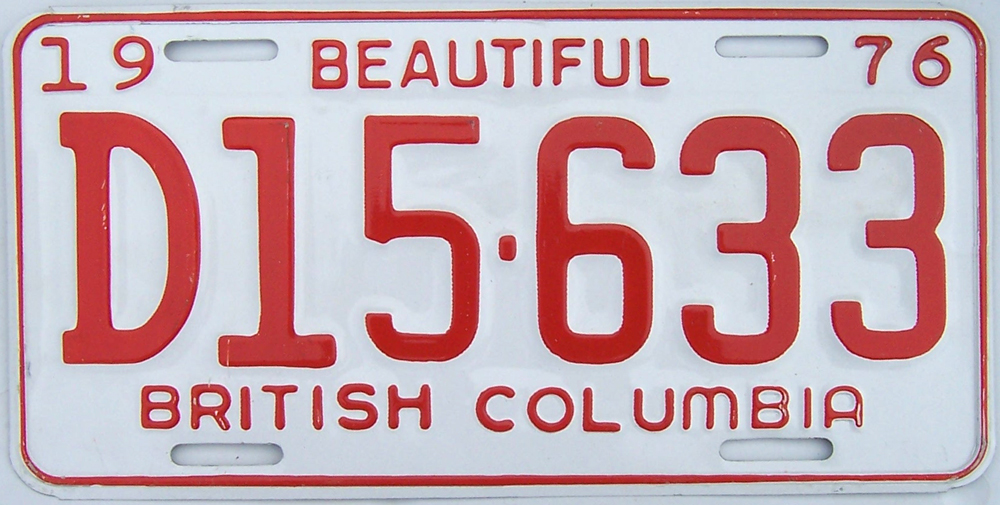 19 BEAUTIFUL 76
D15·633
BRITISH COLUMBIA